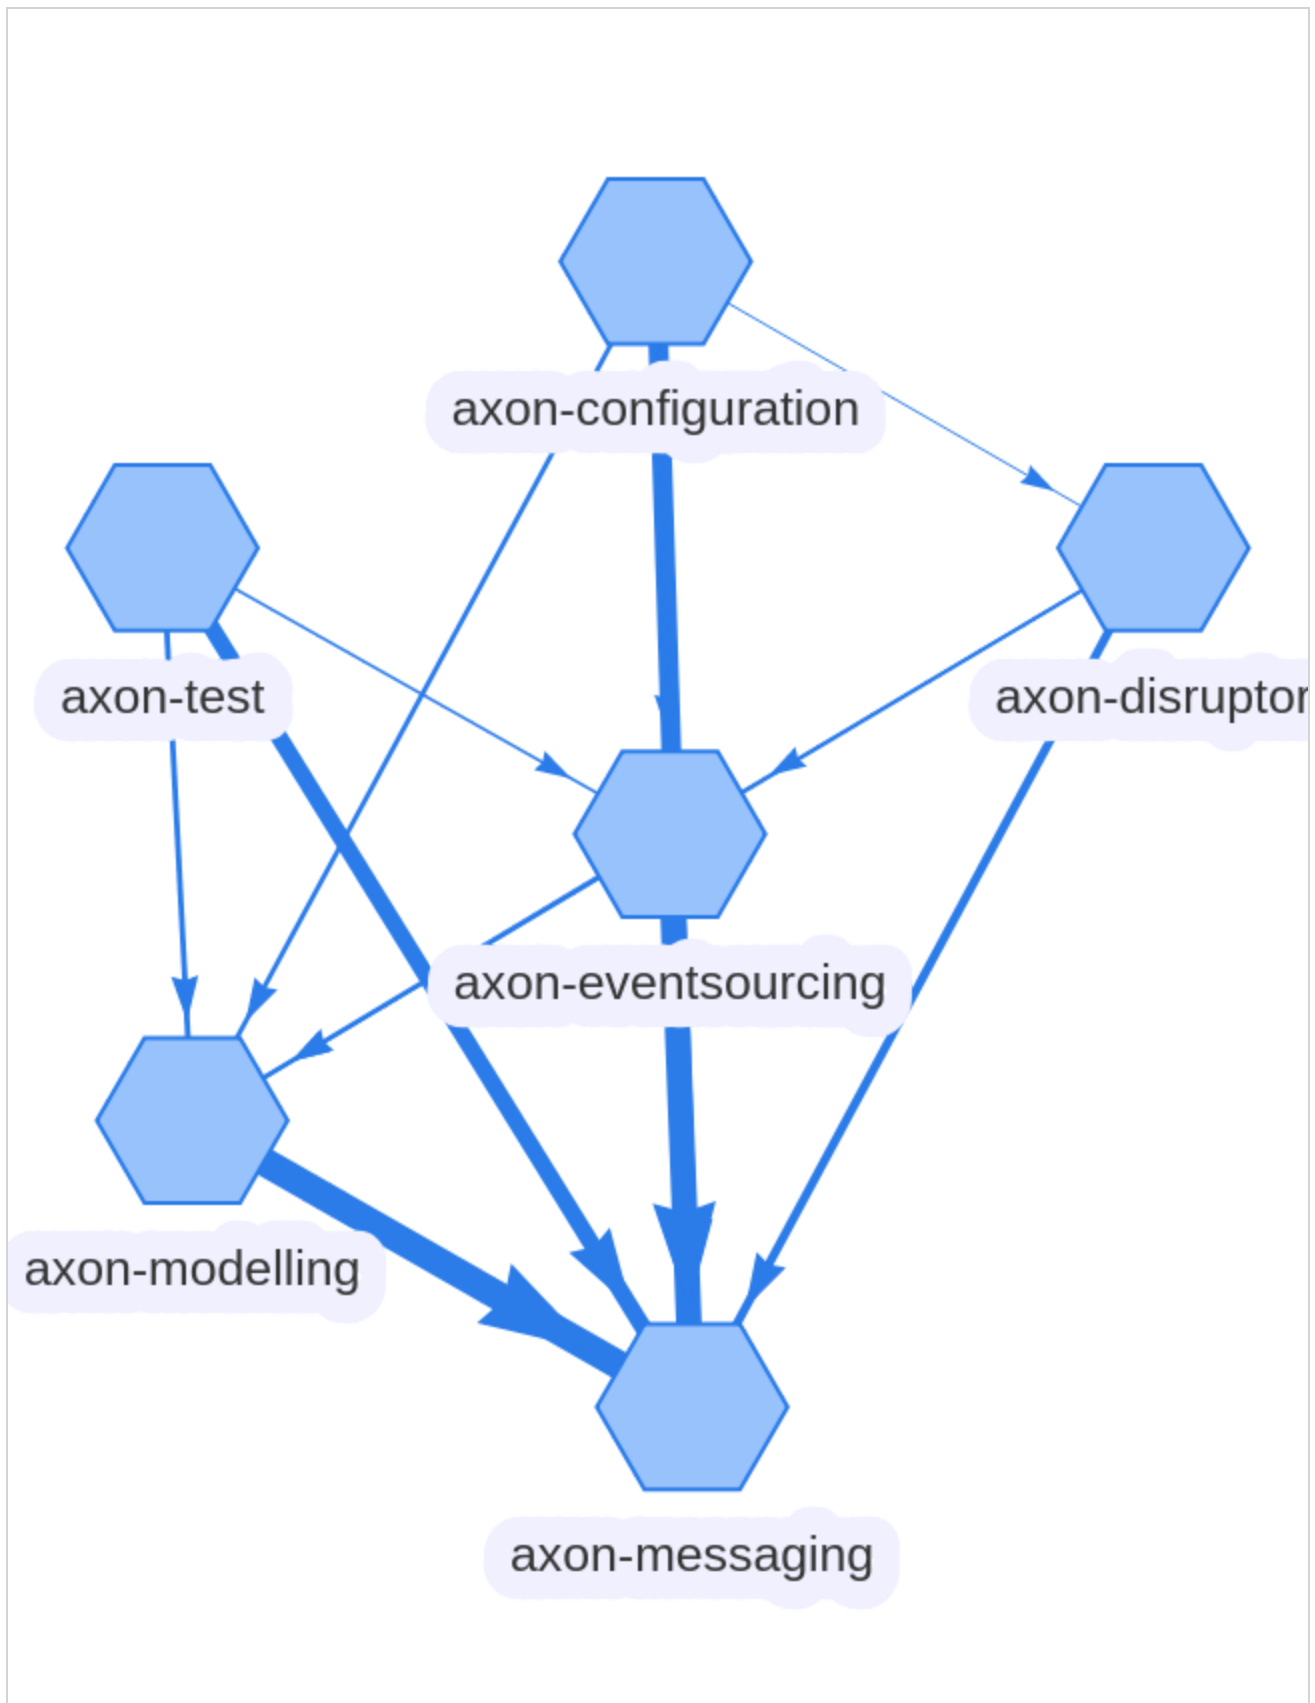 axon-configuration
axon-test
axon-disruptor
axon-eventsourcing
axon-modelling
axon-messaging